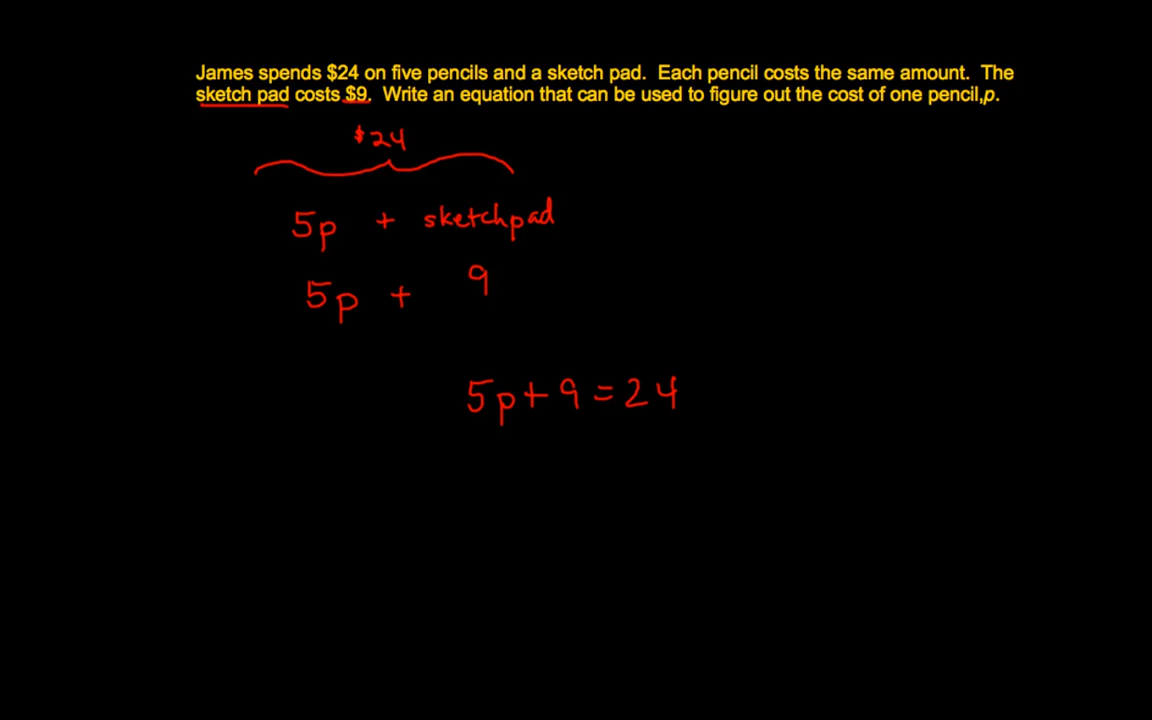 James spends $24 on five pencils and a sketch pad. Each pencil costs the same amount. The
sketch pad costs $9. Write an equation that can be used to figure out the cost of one pencil,p.
$24
5p + sketchpad
5p + 9
5p+9=24